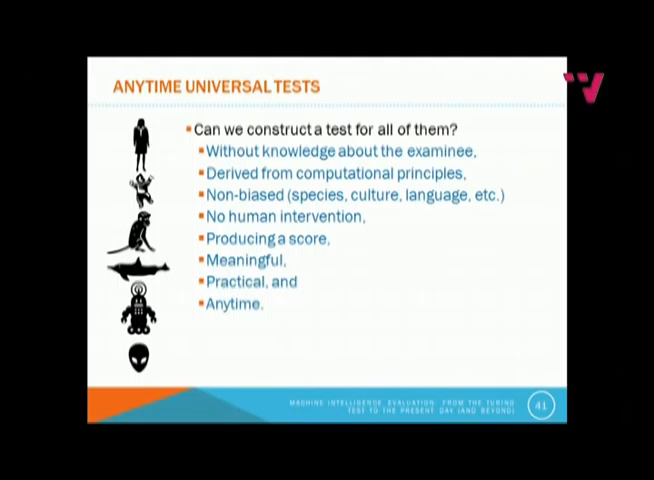 ANYTIME UNIVERSAL TESTS
Can we construct a test for all of them?
Without knowledge about the examinee,
Derived from computational principles,
Non-biased (species, culture, language, etc.)
No human intervention,
Producing a score,
Meaningful,
Practical, and
Anytime.
MACHINE INTELLIGENCE EVALUATION: FROM THE TURING
TEST TO THE PRESENT DAY (AND BEYOND)
41